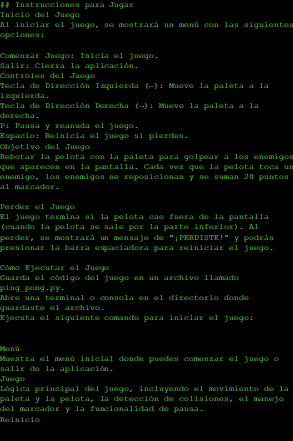 ## Instrucciones para Jugar
Inicio del Juego
Al iniciar el juego, se mostrará un menú con las siguientes
opciones:
Comenzar Juego: Inicia el juego.
Salir: Cierra la aplicación.
Controles del Juego
Tecla de Dirección Izquierda (←): Mueve la paleta a la
izquierda.
Tecla de Dirección Derecha (→): Mueve la paleta a la
derecha.
P: Pausa y reanuda el juego.
Espacio: Reinicia el juego si pierdes.
Objetivo del Juego
Rebotar la pelota con la paleta para golpear a los enemigos
que aparecen en la pantalla. Cada vez que la pelota toca un
enemigo, los enemigos se reposicionan y se suman 20 puntos
al marcador.
Perder el Juego
El juego termina si la pelota cae fuera de la pantalla
(cuando la pelota se sale por la parte inferior). Al
perder, se mostrará un mensaje de "¡PERDISTE!" y podrás
presionar la barra espaciadora para reiniciar el juego.
Cómo Ejecutar el Juego
Guarda el código del juego en un archivo llamado
ping_pong.py.
Abre una terminal o consola en el directorio donde
guardaste el archivo.
Ejecuta el siguiente comando para iniciar el juego:
Menú
Muestra el menú inicial donde puedes comenzar el juego o
salir de la aplicación.
Juego
Lógica principal del juego, incluyendo el movimiento de la
paleta y la pelota, la detección de colisiones, el manejo
del marcador y la funcionalidad de pausa.
Reinicio